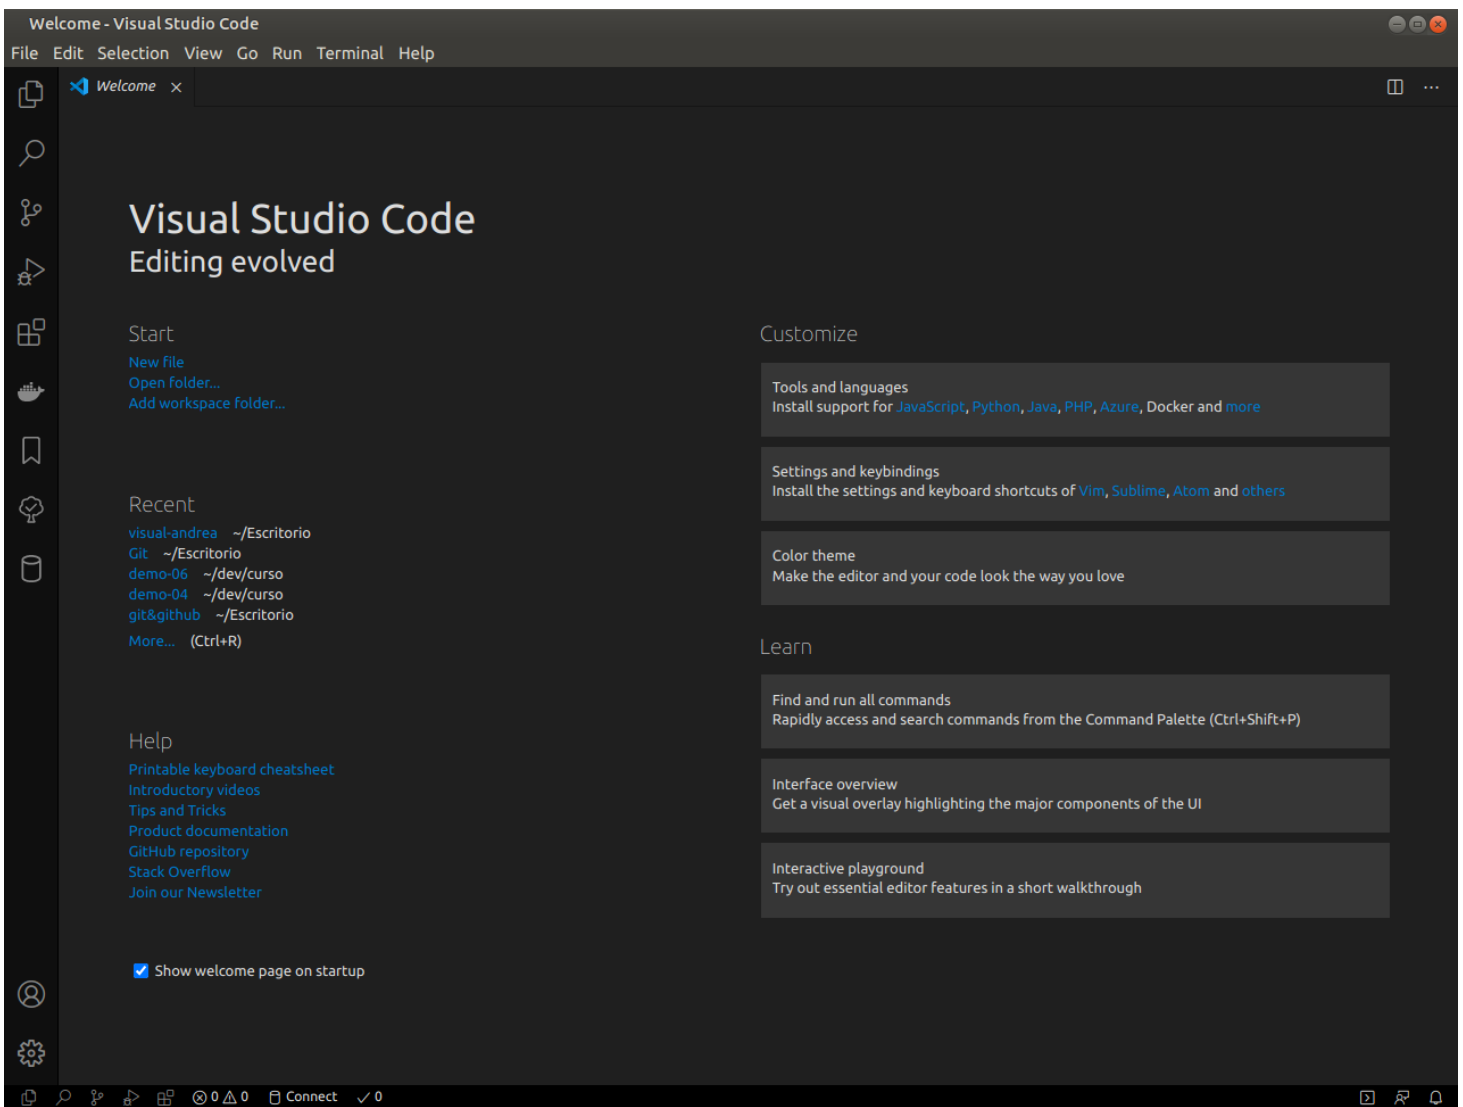 Welcome - Visual Studio Code
File Edit Selection View Go Run Terminal Help
Welcome
Visual Studio Code
Editing evolved
Start
New file
Open folder...
Add workspace folder...
Recent
visual-andrea ~/Escritorio
Git ~/Escritorio
demo-06 ~/dev/curso
demo-04 ~/dev/curso
git&github ~/Escritorio
More... (Ctrl+R)
Help
Printable keyboard cheatsheet
Introductory videos
Tips and Tricks
Product documentation
GitHub repository
Stack Overflow
Join our Newsletter
Show welcome page on startup
Customize
Tools and languages
Install support for JavaScript, Python, Java, PHP, Azure, Docker and more
Settings and keybindings
Install the settings and keyboard shortcuts of Vim, Sublime, Atom and others
Color theme
Make the editor and your code look the way you love
Learn
Find and run all commands
Rapidly access and search commands from the Command Palette (Ctrl+Shift+P)
Interface overview
Get a visual overlay highlighting the major components of the UI
Interactive playground
Try out essential editor features in a short walkthrough
0 0 Connect 0